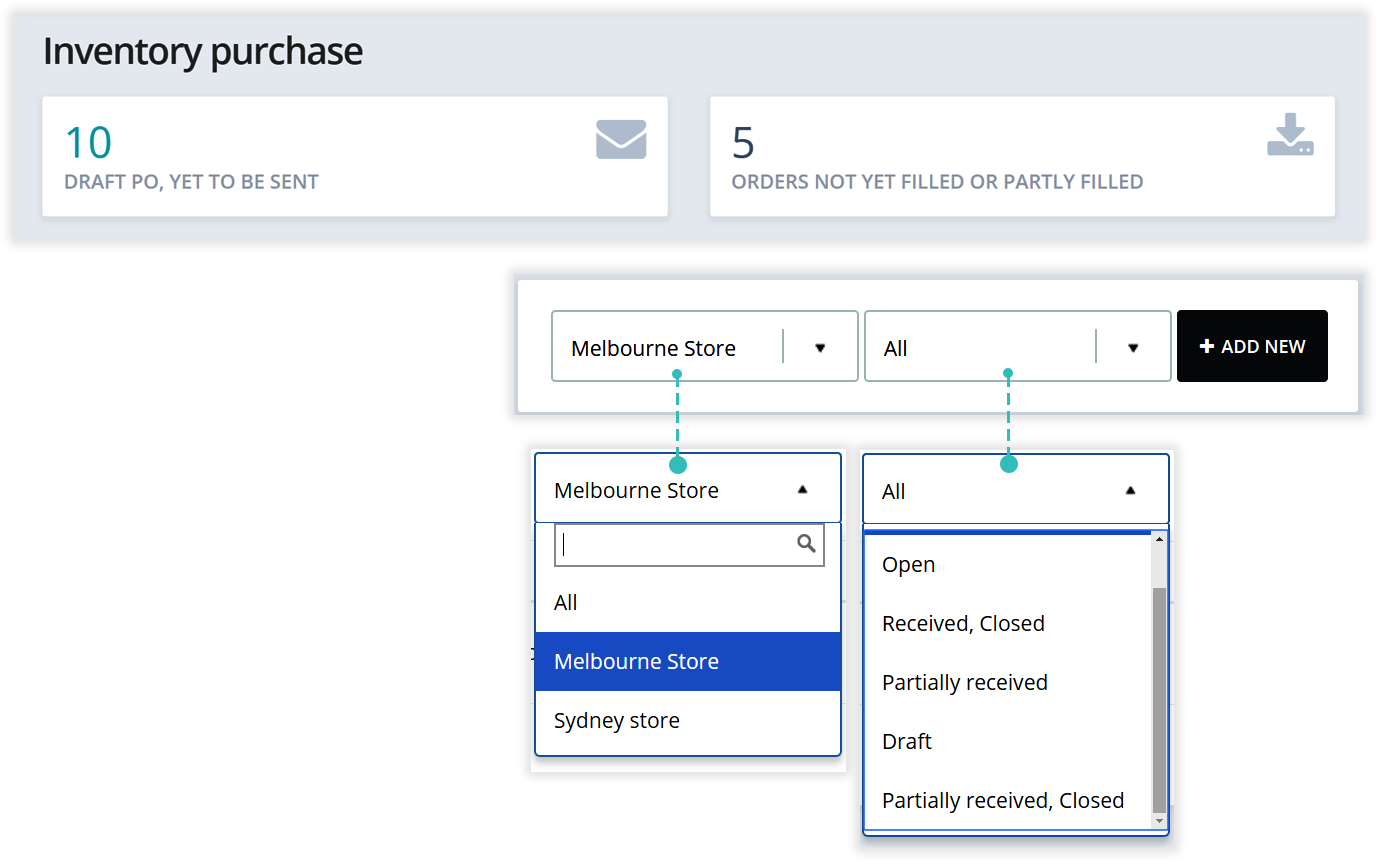 Inventory purchase
10
DRAFT PO, YET TO BE SENT
5
ORDERS NOT YET FILLED OR PARTLY FILLED
Melbourne Store
All
ADD NEW
Melbourne Store
All
Melbourne Store
Sydney store
All
Open
Received, Closed
Partially received
Draft
Partially received, Closed